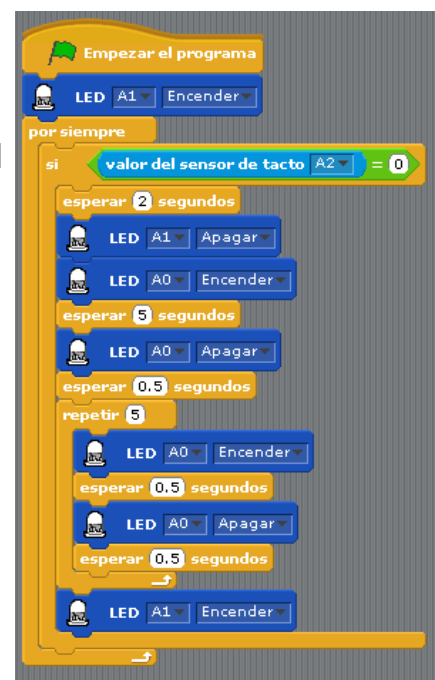 Empezar el programa
LED A1 Encender
por siempre
si valor del sensor de tacto A2 = 0
esperar 2 segundos
LED A1 Apagar
LED A0 Encender
esperar 5 segundos
LED A0 Apagar
esperar 0.5 segundos
repetir 5
LED A0 Encender
esperar 0.5 segundos
LED A0 Apagar
esperar 0.5 segundos
LED A1 Encender